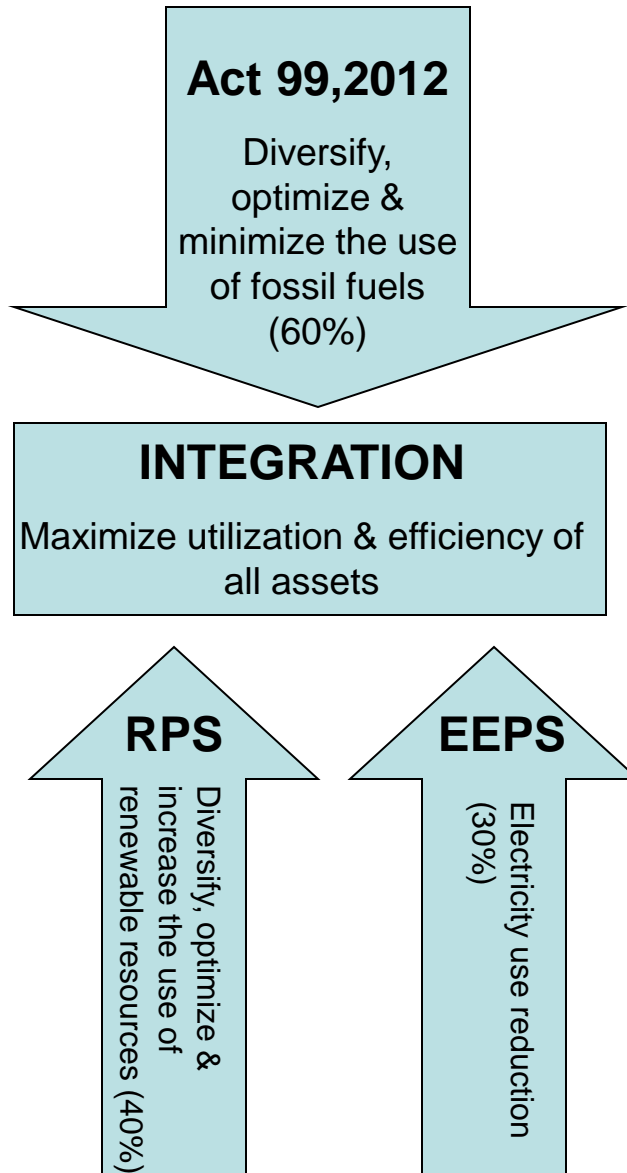 Act 99,2012
Diversify,
optimize &
minimize the use
of fossil fuels
(60%)
INTEGRATION
Maximize utilization & efficiency of
all assets
RPS
Diversify, optimize &
increase the use of
renewable resources (40%)
EEPS
Electricity use reduction
(30%)